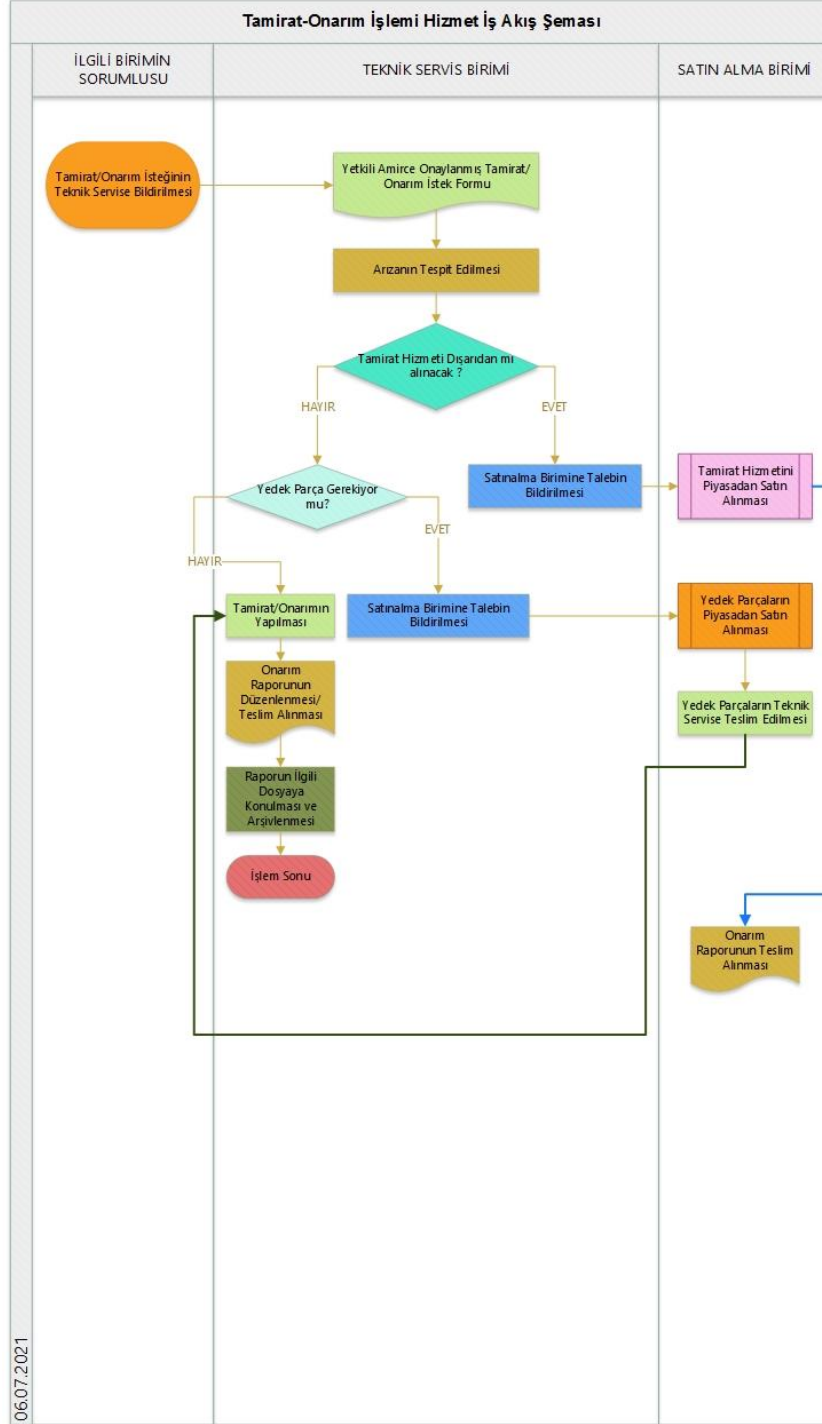 Tamirat-Onarım İşlemi Hizmet İş Akış Şeması
İLGİLİ BİRİMİN
SORUMLUSU
TEKNİK SERVİS BİRİMİ
SATIN ALMA BİRİMİ
Tamirat/Onarım İsteğinin
Teknik Servise Bildirilmesi
Yetkili Amirce Onaylanmış Tamirat/
Onarım İstek Formu
Arızanın Tespit Edilmesi
Tamirat Hizmeti Dışarıdan mı
alınacak ?
HAYIR
EVET
Yedek Parça Gerekiyor
mu?
Satınalma Birimine Talebin
Bildirilmesi
Tamirat Hizmetini
Piyasadan Satın
Alınması
EVET
HAYIR
Tamirat/Onarımın
Yapılması
Satınalma Birimine Talebin
Bildirilmesi
Yedek Parçaların
Piyasadan Satın
Alınması
Onarım
Raporunun
Düzenlenmesi/
Teslim Alınması
Yedek Parçaların Teknik
Servise Teslim Edilmesi
Raporun İlgili
Dosyaya
Konulması ve
Arşivlenmesi
İşlem Sonu
Onarım
Raporunun Teslim
Alınması
06.07.2021